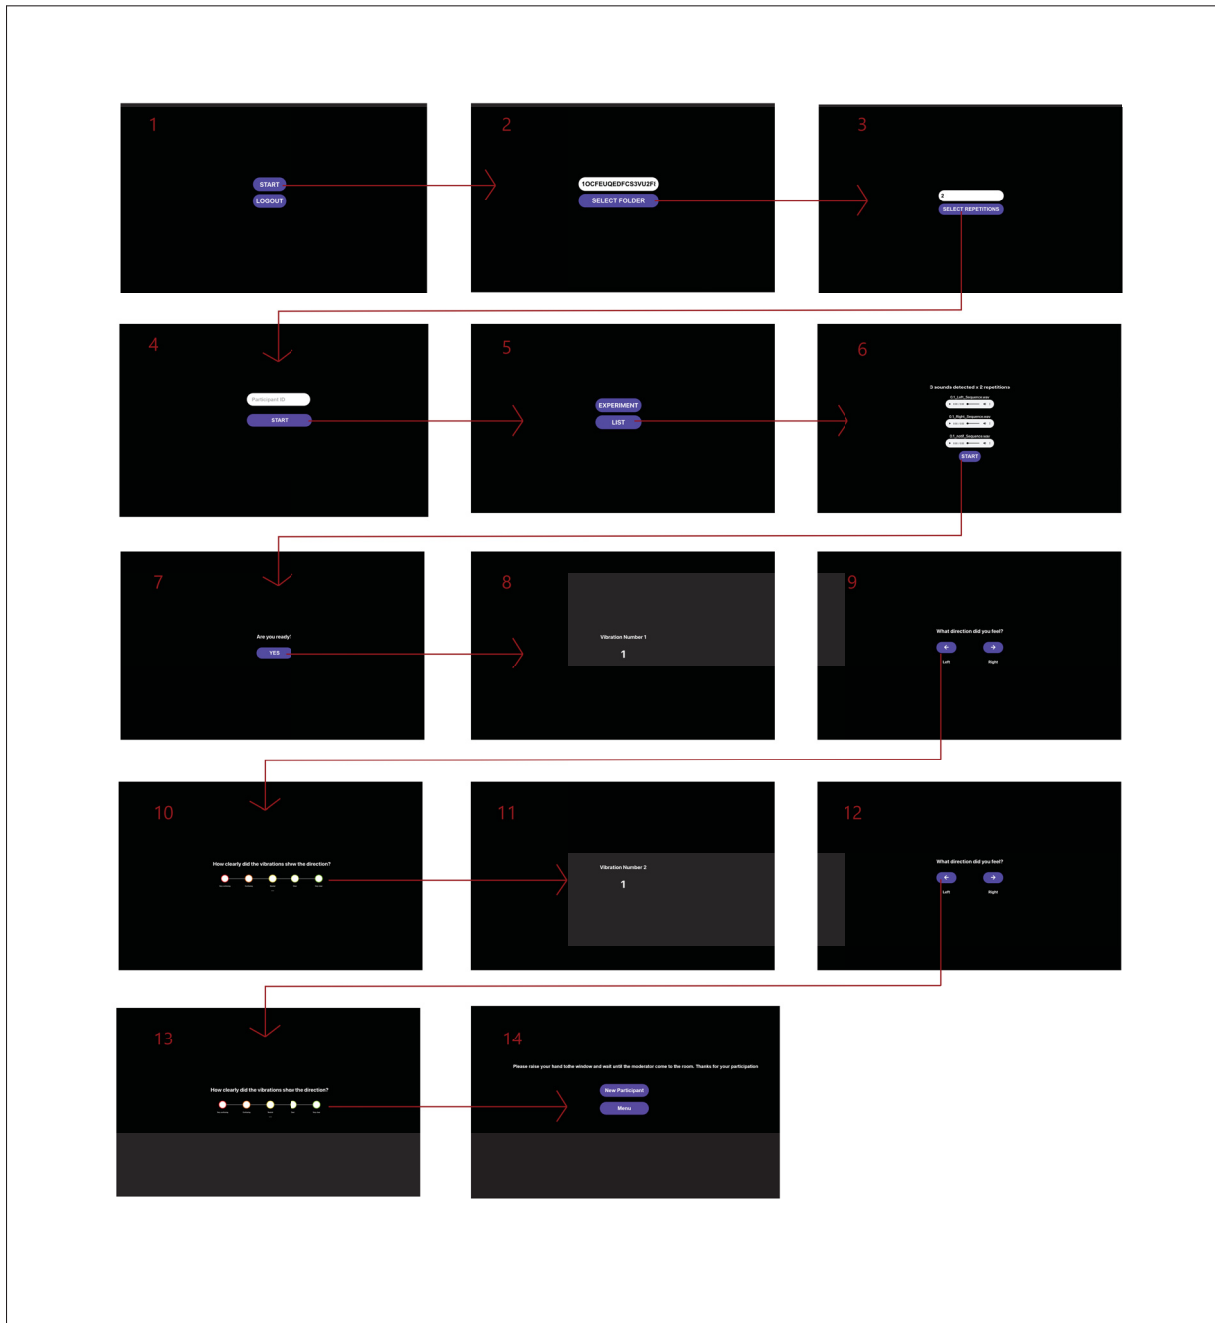 1
START
LOGOUT
2
1OCFEUQEDFCS3VU2FI
SELECT FOLDER
3
2
SELECT REPETITIONS
4
Participant ID
START
5
EXPERIMENT
LIST
6
3 sounds detected x 2 repetitions
START
7
Are you ready!
YES
8
Vibration Number 1
1
9
What direction did you feel?
Left Right
10
How clearly did the vibrations shew the direction?
11
Vibration Number 2
1
12
What direction did you feel?
Left Right
13
How clearly did the vibrations shew the direction?
14
Please raise your hand tothe window and wait until the moderator come to the room. Thanks for your participation
New Participant
Menu